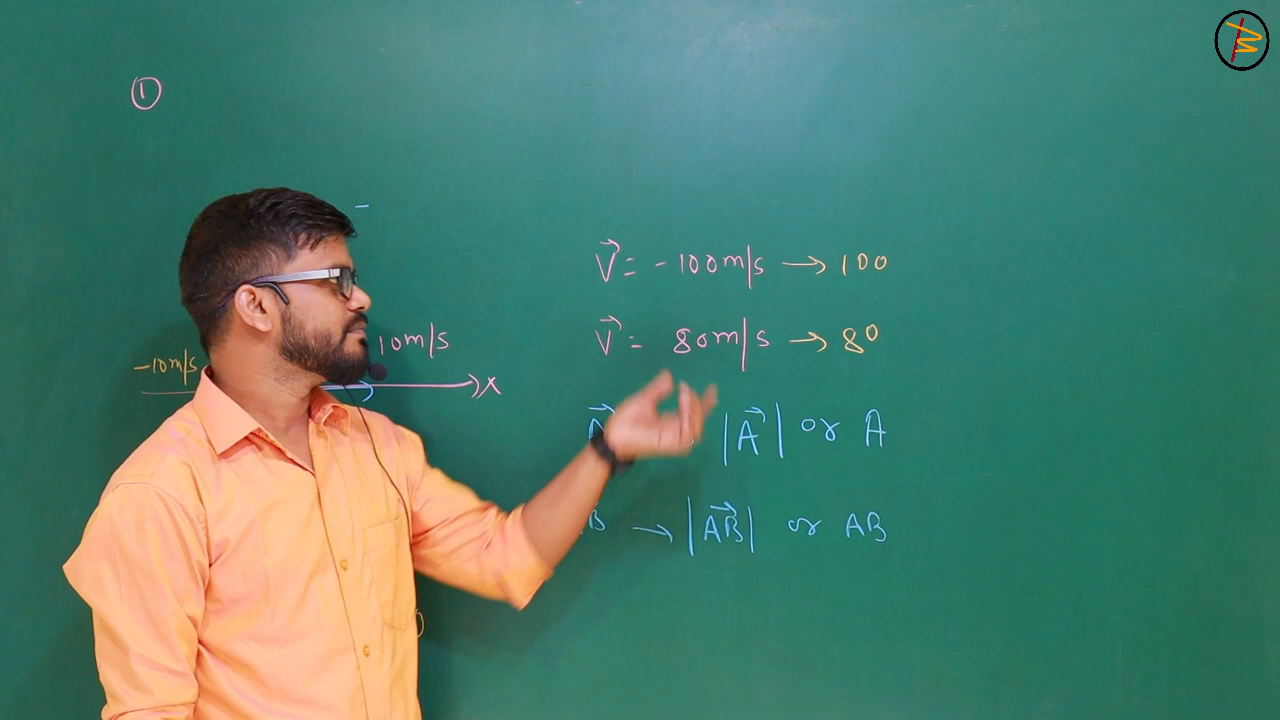 ①
V⃗ = -100m/s → 100
V⃗ = 80m/s → 80
-10m/s
10m/s
X
|A⃗| or A
B → |AB⃗| or AB